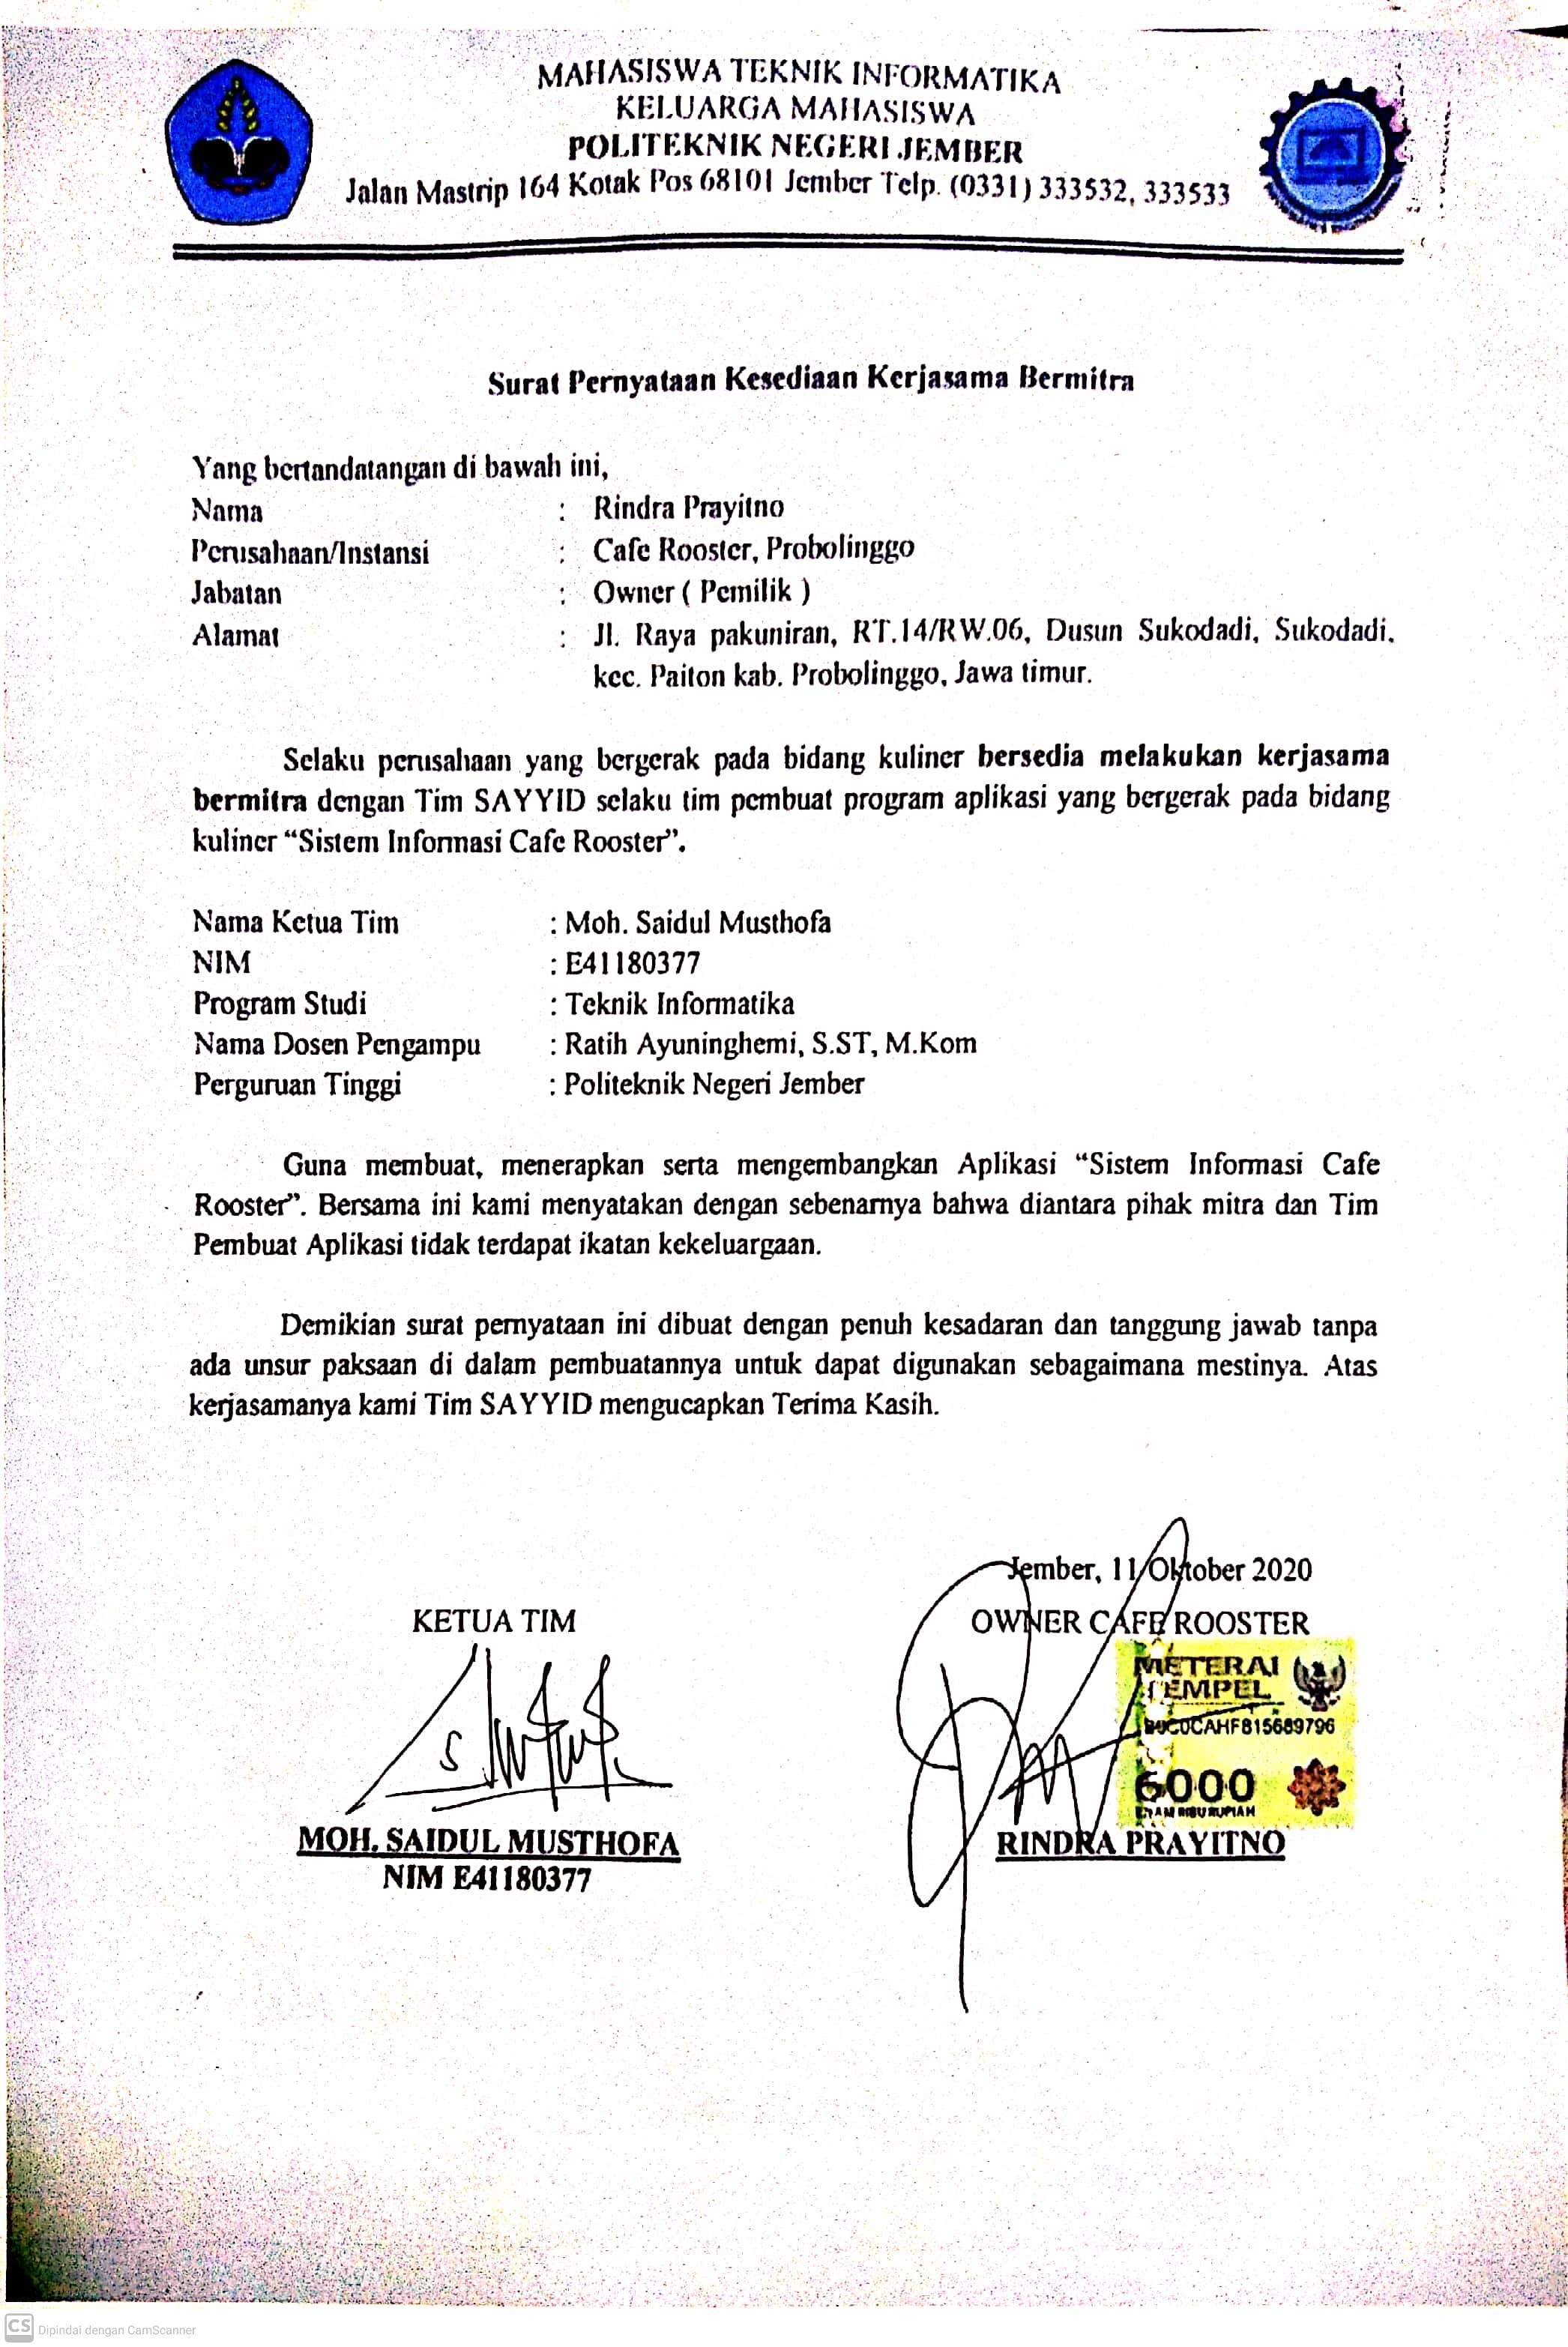 MAHASISWA TEKNIK INFORMATIKA
KELUARGA MAHASISWA
POLITEKNIK NEGERI JEMBER
Jalan Mastrip 164 Kotak Pos 68101 Jember Telp. (0331) 333532, 333533
Surat Pernyataan Kesediaan Kerjasama Bermitra
Yang bertandatangan di bawah ini,
Nama : Rindra Prayitno
Perusahaan/Instansi : Cafe Rooster, Probolinggo
Jabatan : Owner ( Pemilik )
Alamat : Jl. Raya pakuniran, RT.14/RW.06, Dusun Sukodadi, Sukodadi,
kec. Paiton kab. Probolinggo, Jawa timur.
Selaku perusahaan yang bergerak pada bidang kuliner bersedia melakukan kerjasama
bermitra dengan Tim SAYYID selaku tim pembuat program aplikasi yang bergerak pada bidang
kuliner “Sistem Informasi Cafe Rooster”.
Nama Ketua Tim : Moh. Saidul Musthofa
NIM : E41180377
Program Studi : Teknik Informatika
Nama Dosen Pengampu : Ratih Ayuninghemi, S.ST, M.Kom
Perguruan Tinggi : Politeknik Negeri Jember
Guna membuat, menerapkan serta mengembangkan Aplikasi “Sistem Informasi Cafe
Rooster”. Bersama ini kami menyatakan dengan sebenarnya bahwa diantara pihak mitra dan Tim
Pembuat Aplikasi tidak terdapat ikatan kekeluargaan.
Demikian surat pernyataan ini dibuat dengan penuh kesadaran dan tanggung jawab tanpa
ada unsur paksaan di dalam pembuatannya untuk dapat digunakan sebagaimana mestinya. Atas
kerjasamanya kami Tim SAYYID mengucapkan Terima Kasih.
Jember, 11 Oktober 2020
KETUA TIM
OWNER CAFE ROOSTER
METERAI
TEMPEL
6000
ENAM RIBU RUPIAH
MOH. SAIDUL MUSTHOFA
NIM E41180377
RINDRA PRAYITNO
CS Dipindai dengan CamScanner